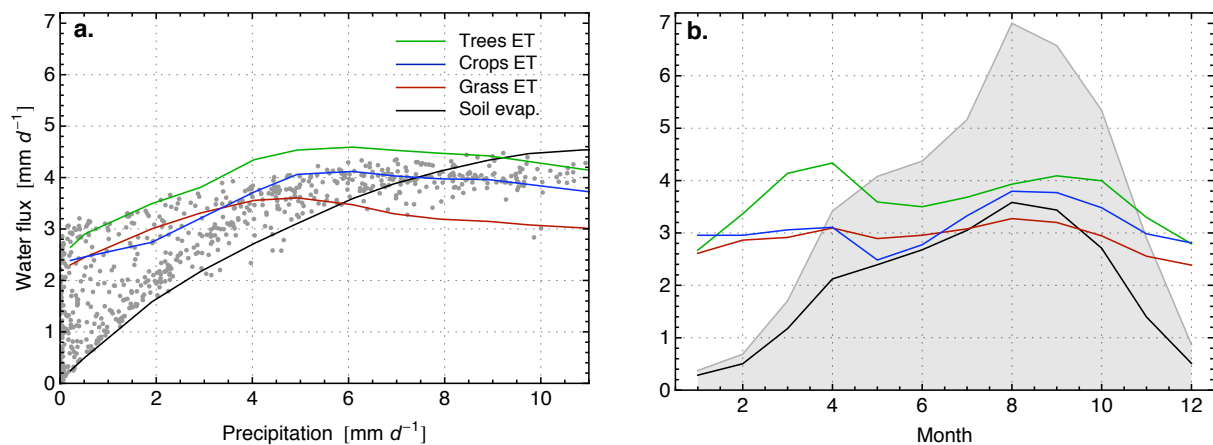 a.
Trees ET
Crops ET
Grass ET
Soil evap.
Water flux [mm d⁻¹]
7
6
5
4
3
2
1
0
0 2 4 6 8 10
Precipitation [mm d⁻¹]
b.
7
6
5
4
3
2
1
0
2 4 6 8 10 12
Month